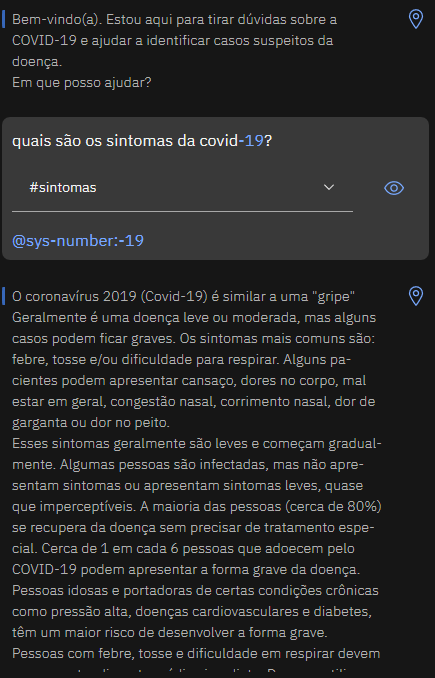 Bem-vindo(a). Estou aqui para tirar dúvidas sobre a
COVID-19 e ajudar a identificar casos suspeitos da
doença.
Em que posso ajudar?
quais são os sintomas da covid-19?
#sintomas
@sys-number:-19
O coronavírus 2019 (Covid-19) é similar a uma "gripe"
Geralmente é uma doença leve ou moderada, mas alguns
casos podem ficar graves. Os sintomas mais comuns são:
febre, tosse e/ou dificuldade para respirar. Alguns pa-
cientes podem apresentar cansaço, dores no corpo, mal
estar em geral, congestão nasal, corrimento nasal, dor de
garganta ou dor no peito.
Esses sintomas geralmente são leves e começam gradual-
mente. Algumas pessoas são infectadas, mas não apre-
sentam sintomas ou apresentam sintomas leves, quase
que imperceptíveis. A maioria das pessoas (cerca de 80%)
se recupera da doença sem precisar de tratamento espe-
cial. Cerca de 1 em cada 6 pessoas que adoecem pelo
COVID-19 podem apresentar a forma grave da doença.
Pessoas idosas e portadoras de certas condições crônicas
como pressão alta, doenças cardiovasculares e diabetes,
têm um maior risco de desenvolver a forma grave.
Pessoas com febre, tosse e dificuldade em respirar devem